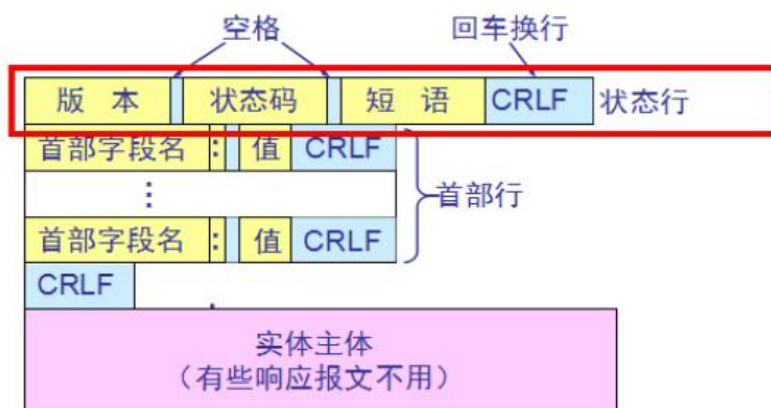 空格 回车换行
版 本 状态码 短 语 CRLF 状态行
首部字段名 : 值 CRLF
⋮ 首部行
首部字段名 : 值 CRLF
CRLF
实体主体
（有些响应报文不用）